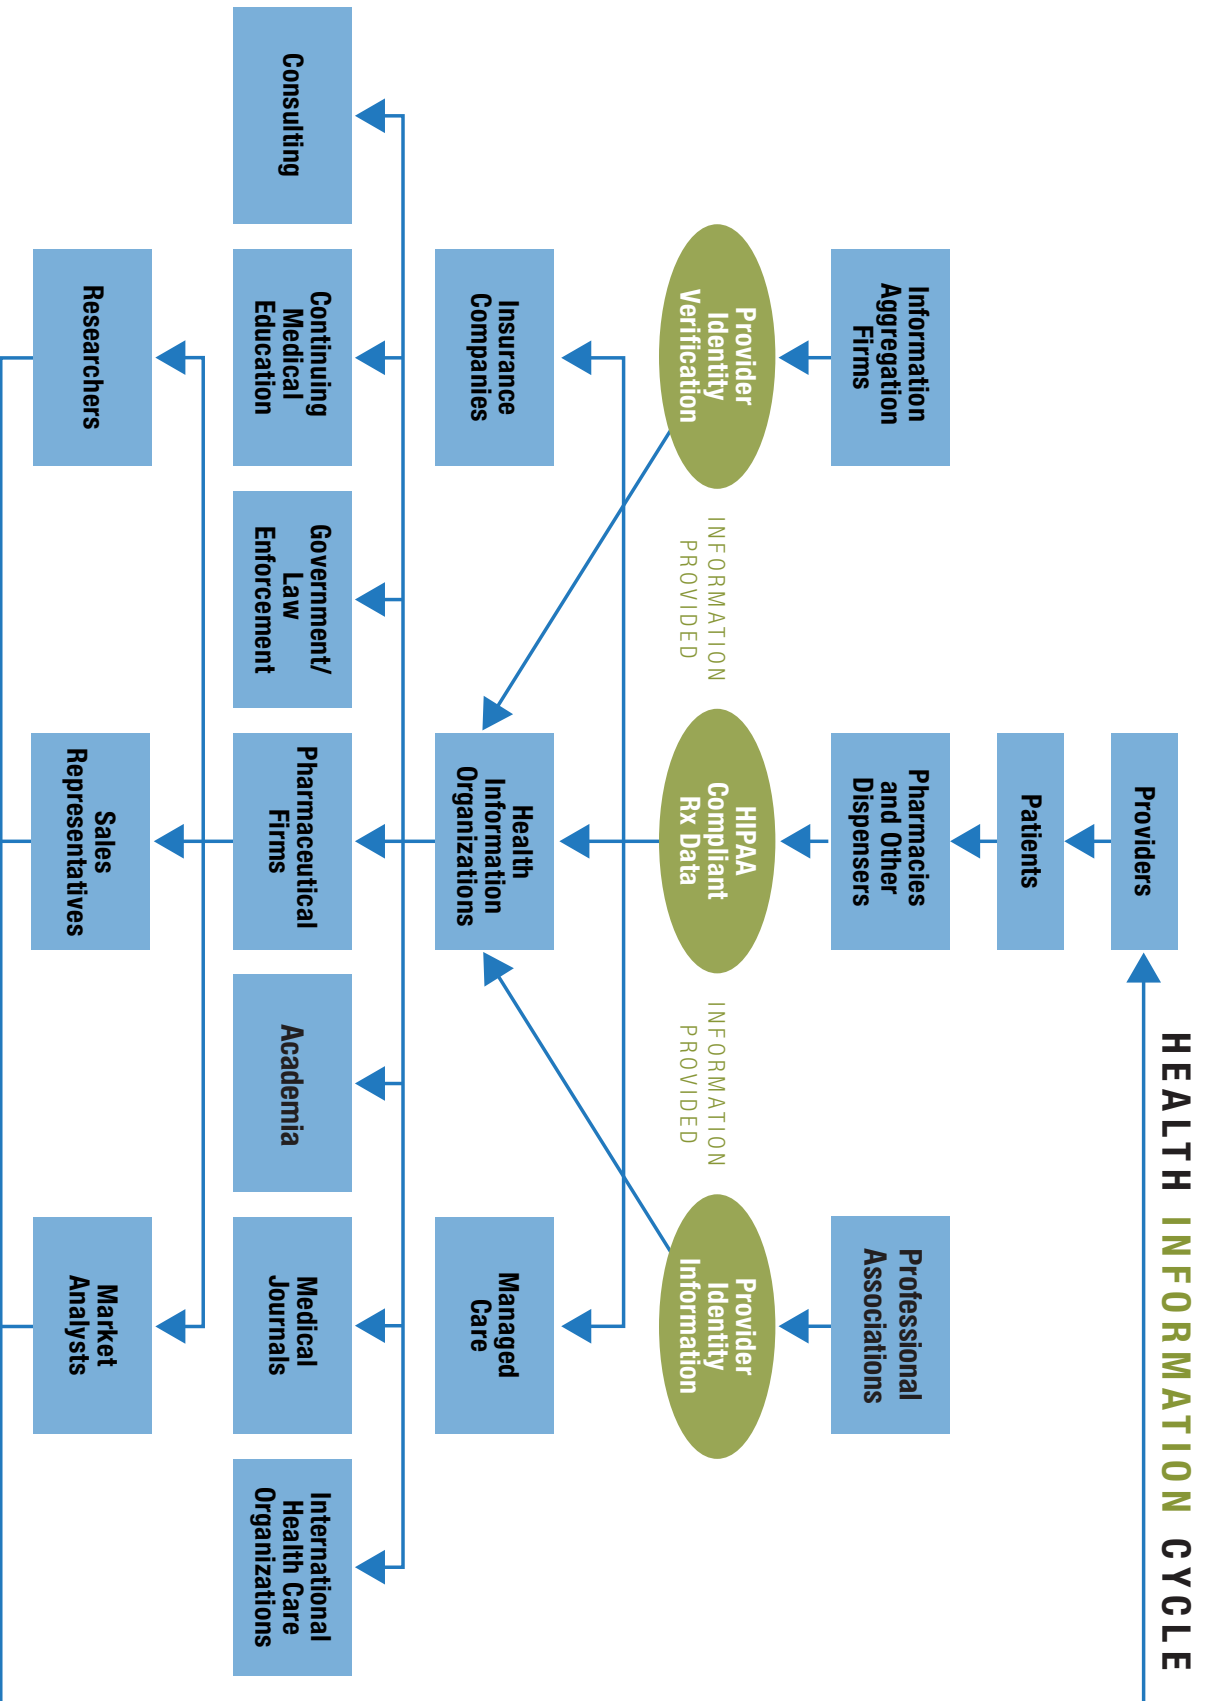 HEALTH INFORMATION CYCLE
Providers
Patients
Information
Aggregation
Firms
Pharmacies
and Other
Dispensers
Professional
Associations
Provider
Identity
Verification
INFORMATION
PROVIDED
HIPAA
Compliant
Rx Data
INFORMATION
PROVIDED
Provider
Identity
Information
Insurance
Companies
Health
Information
Organizations
Managed
Care
Consulting
Continuing
Medical
Education
Government/
Law
Enforcement
Pharmaceutical
Firms
Academia
Medical
Journals
International
Health Care
Organizations
Researchers
Sales
Representatives
Market
Analysts